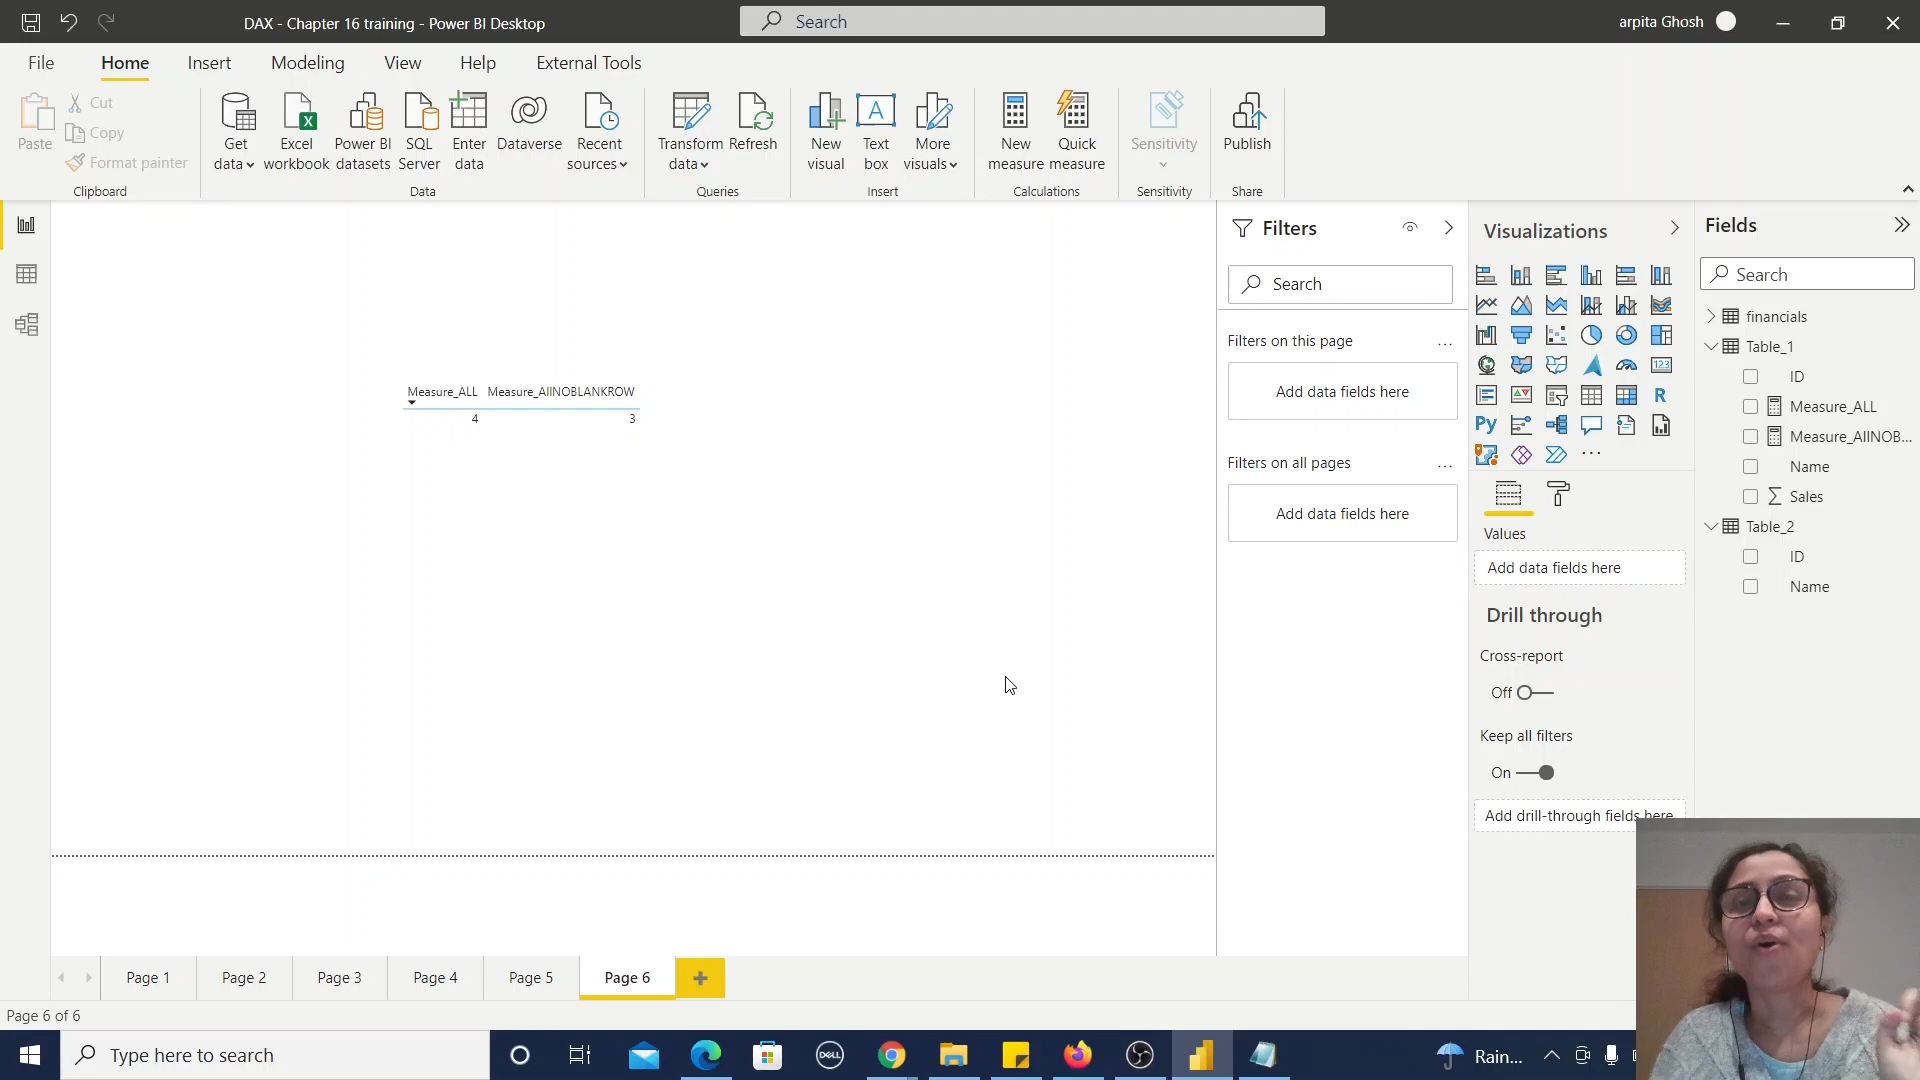 DAX - Chapter 16 training - Power BI Desktop
Search
arpita Ghosh
File Home Insert Modeling View Help External Tools
Paste
Cut
Copy
Format painter
Clipboard
Get data
Excel workbook
Power BI datasets
SQL Server
Enter data
Dataverse
Recent sources
Data
Transform data
Refresh
Queries
New visual
Text box
More visuals
Insert
New measure
Quick measure
Calculations
Sensitivity
Sensitivity
Publish
Share
Measure_ALL Measure_AllNOBLANKROW
4 3
Filters
Search
Filters on this page ...
Add data fields here
Filters on all pages ...
Add data fields here
Visualizations
123
R
Py
...
Values
Add data fields here
Drill through
Cross-report
Off
Keep all filters
On
Add drill-through fields here
Fields
Search
financials
Table_1
ID
Measure_ALL
Measure_AllNOB...
Name
Sales
Table_2
ID
Name
Page 1 Page 2 Page 3 Page 4 Page 5 Page 6 +
Page 6 of 6
Type here to search
DELL
Rain...